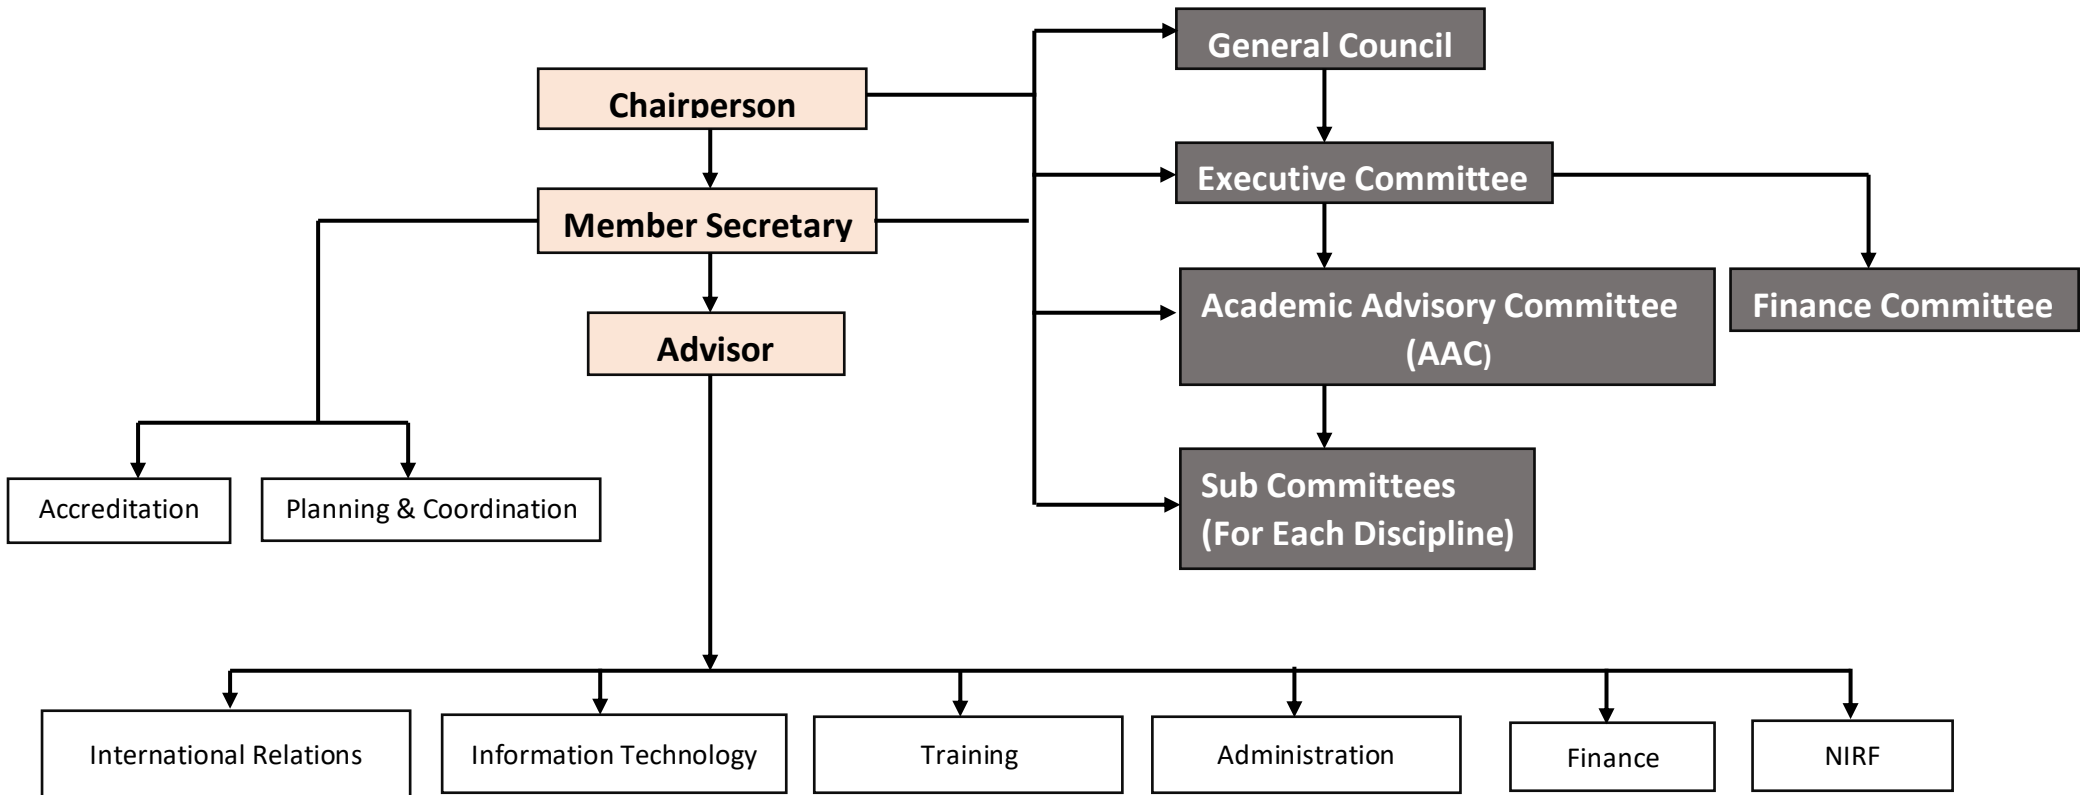 General Council
Chairperson
Executive Committee
Member Secretary
Academic Advisory Committee
(AAC)
Finance Committee
Advisor
Sub Committees
(For Each Discipline)
Accreditation
Planning & Coordination
International Relations
Information Technology
Training
Administration
Finance
NIRF